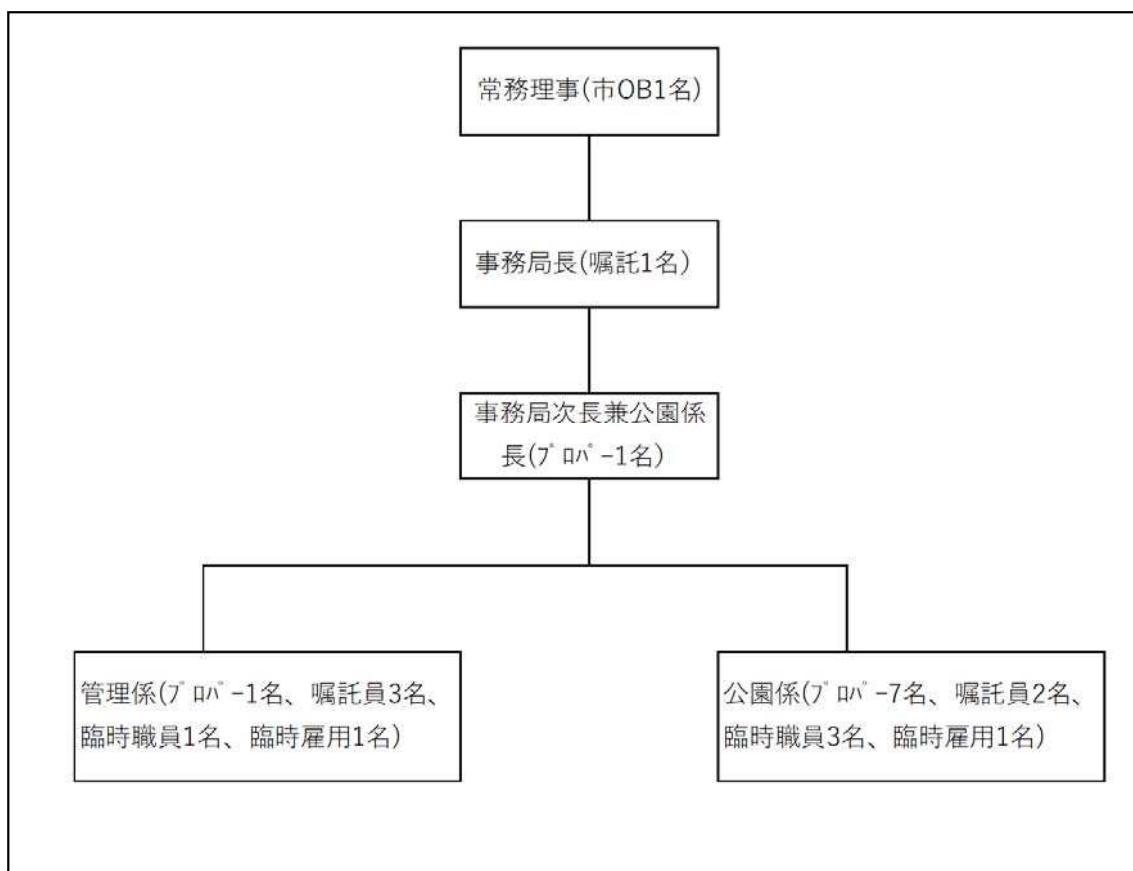 常務理事(市OB1名)
事務局長(嘱託1名)
事務局次長兼公園係
長(ﾌﾟﾛﾊﾟｰ1名)
管理係(ﾌﾟﾛﾊﾟｰ1名、嘱託員3名、
臨時職員1名、臨時雇用1名)
公園係(ﾌﾟﾛﾊﾟｰ7名、嘱託員2名、
臨時職員3名、臨時雇用1名)